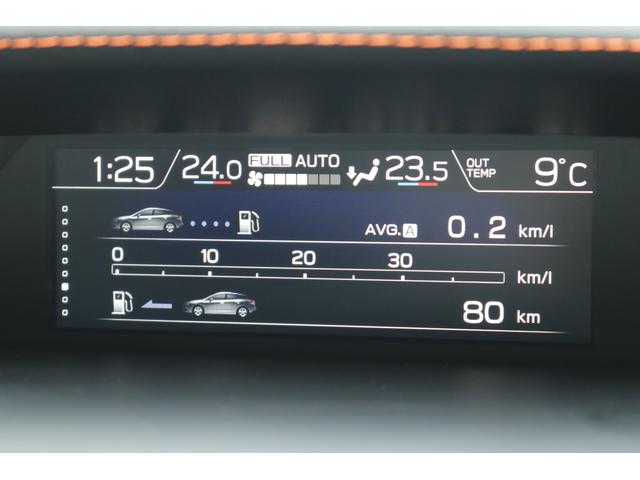 1:25 24.0 FULL AUTO 23.5 OUT TEMP 9°C
AVG. A 0.2 km/l
0 10 20 30 km/l
80 km